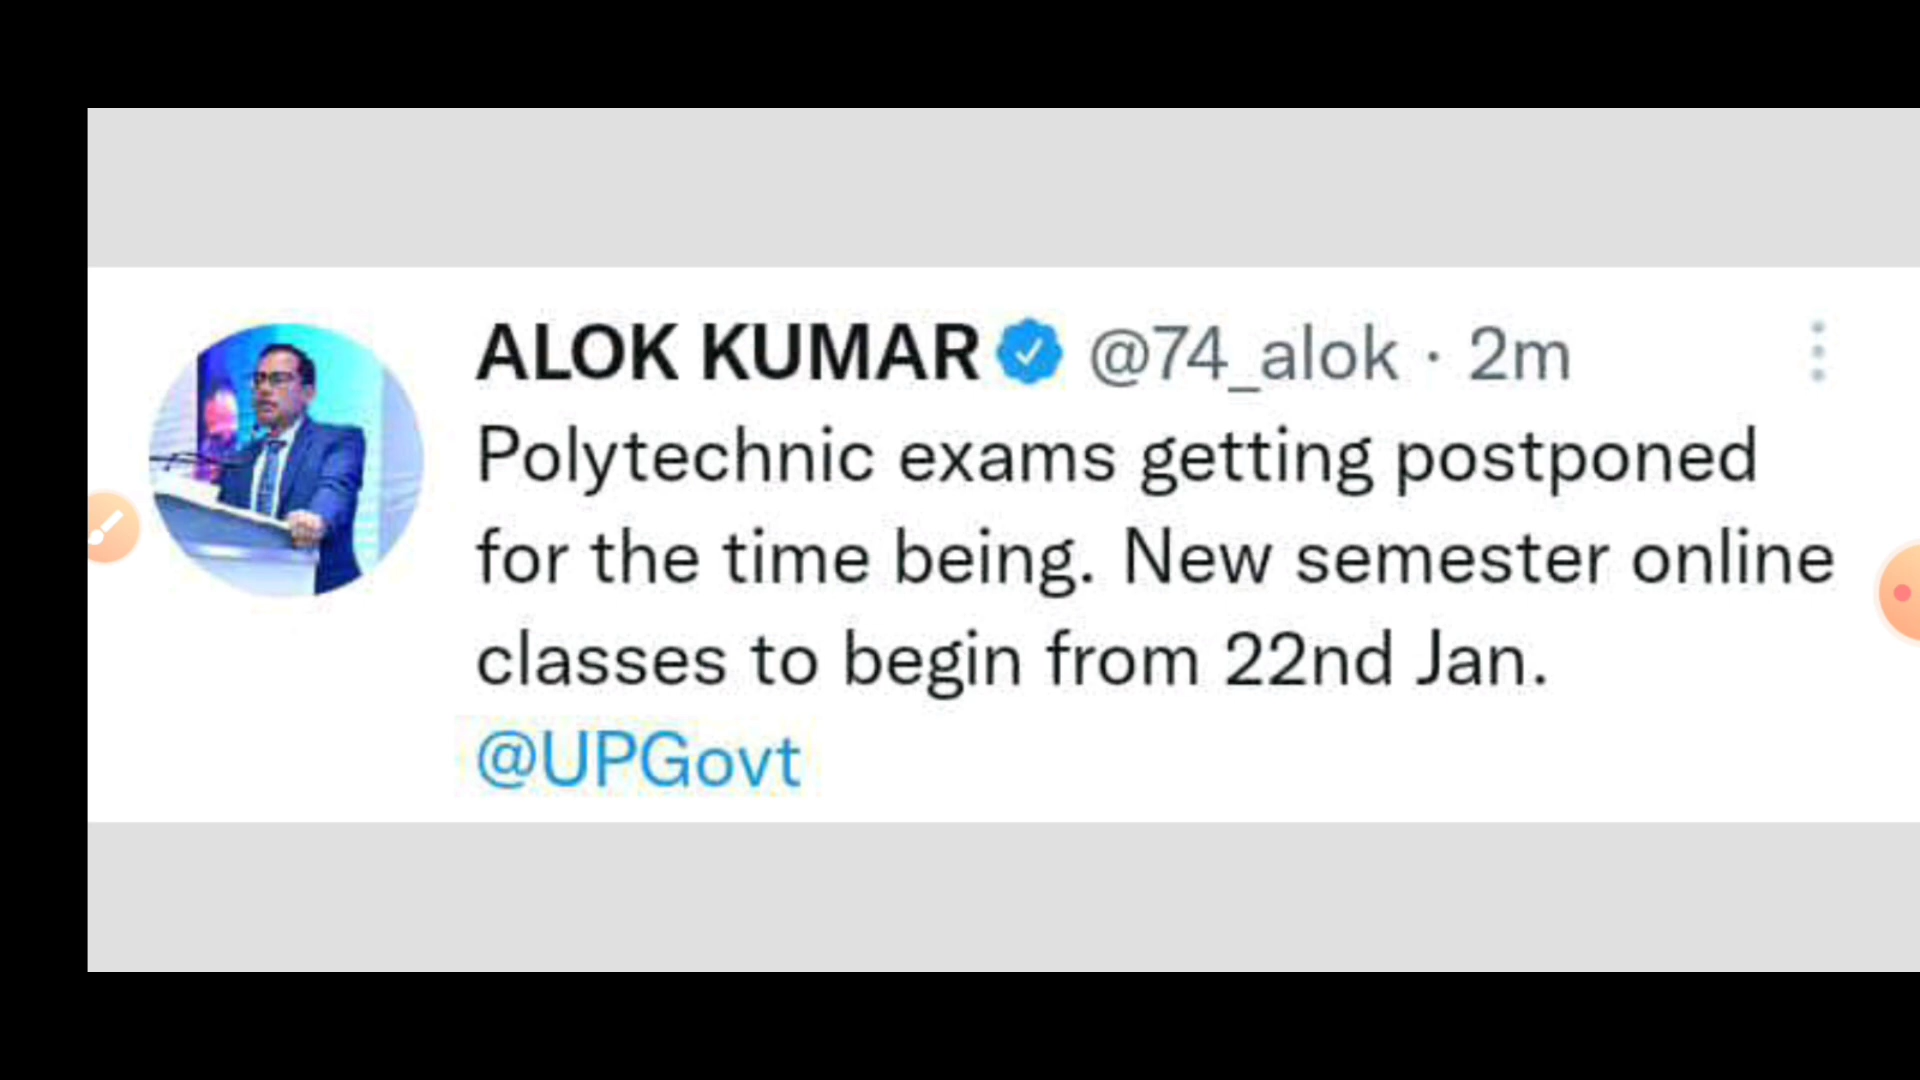 ALOK KUMAR @74_alok · 2m
Polytechnic exams getting postponed
for the time being. New semester online
classes to begin from 22nd Jan.
@UPGovt